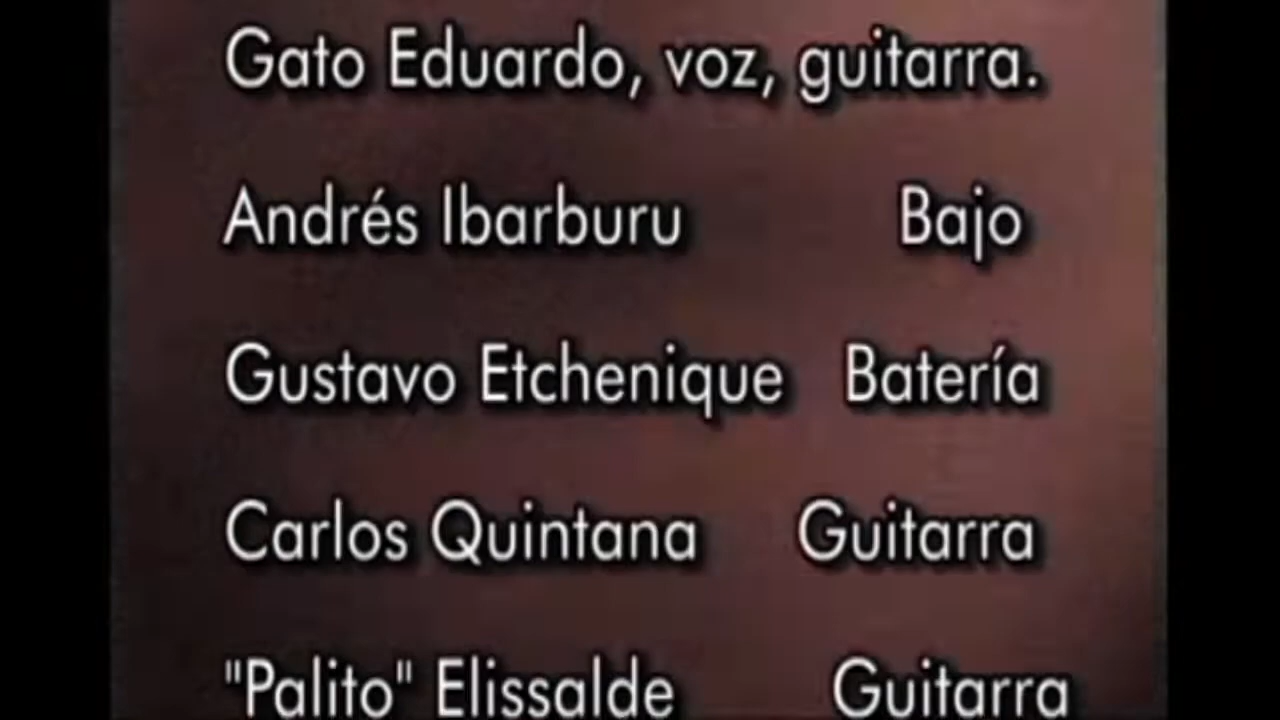 Gato Eduardo, voz, guitarra.
Andrés Ibarburu Bajo
Gustavo Etchenique Batería
Carlos Quintana Guitarra
"Palito" Elissalde Guitarra